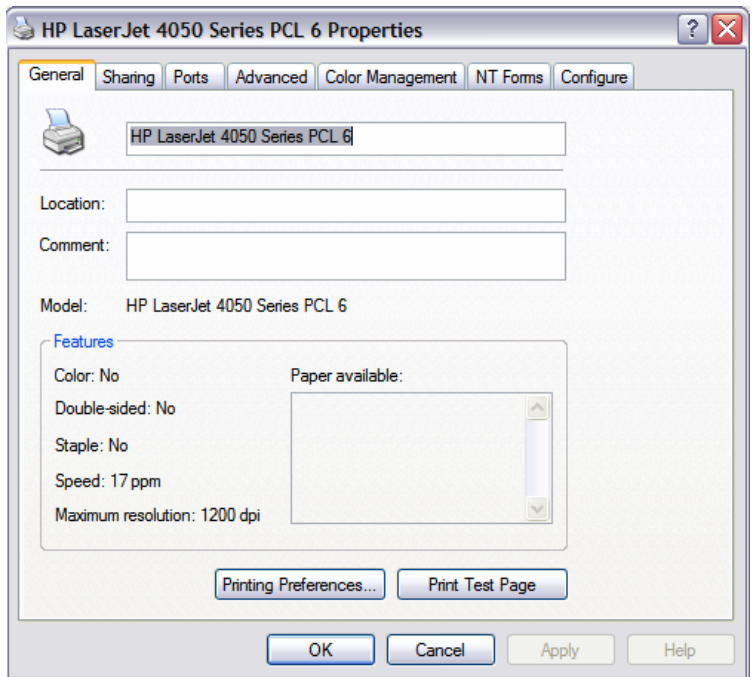 HP LaserJet 4050 Series PCL 6 Properties
?
General Sharing Ports Advanced Color Management NT Forms Configure
HP LaserJet 4050 Series PCL 6
Location:
Comment:
Model: HP LaserJet 4050 Series PCL 6
Features
Color: No Paper available:
Double-sided: No
Staple: No
Speed: 17 ppm
Maximum resolution: 1200 dpi
Printing Preferences... Print Test Page
OK Cancel Apply Help